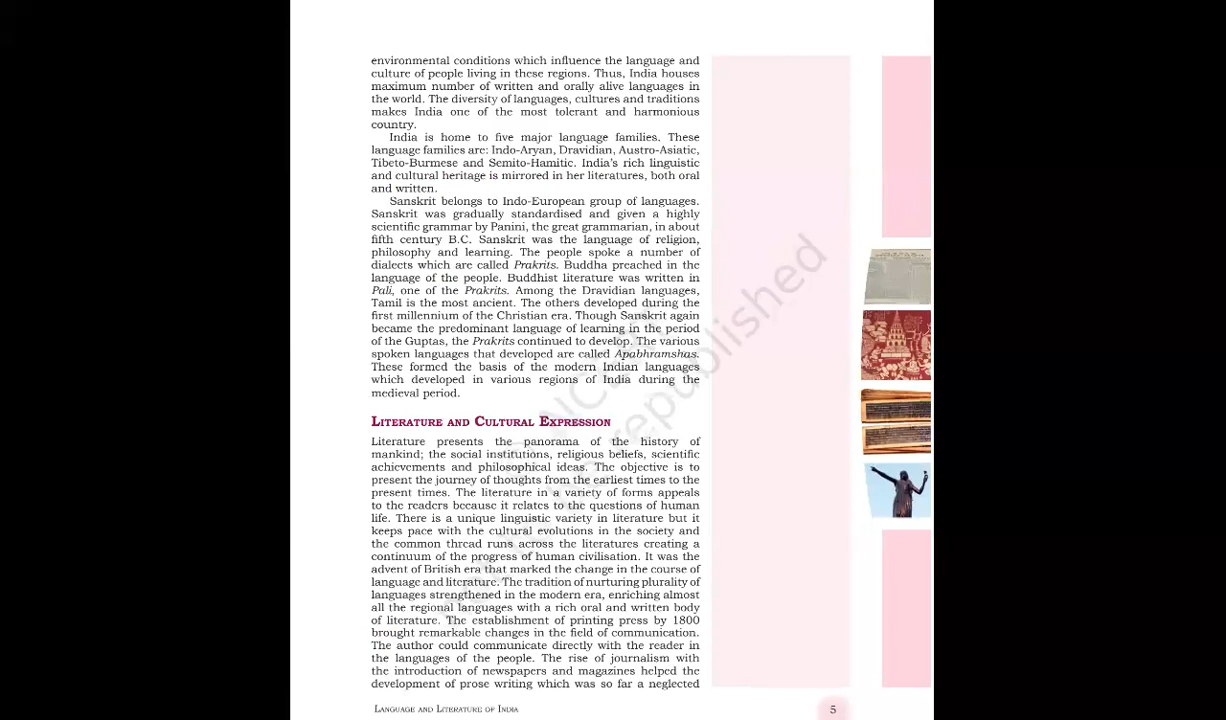 environmental conditions which influence the language and
culture of people living in these regions. Thus, India houses
maximum number of written and orally alive languages in
the world. The diversity of languages, cultures and traditions
makes India one of the most tolerant and harmonious
country.
India is home to five major language families. These
language families are: Indo-Aryan, Dravidian, Austro-Asiatic,
Tibeto-Burmese and Semito-Hamitic. India's rich linguistic
and cultural heritage is mirrored in her literatures, both oral
and written.
Sanskrit belongs to Indo-European group of languages.
Sanskrit was gradually standardised and given a highly
scientific grammar by Panini, the great grammarian, in about
fifth century B.C. Sanskrit was the language of religion,
philosophy and learning. The people spoke a number of
dialects which are called Prakrits. Buddha preached in the
language of the people. Buddhist literature was written in
Pali, one of the Prakrits. Among the Dravidian languages,
Tamil is the most ancient. The others developed during the
first millennium of the Christian era. Though Sanskrit again
became the predominant language of learning in the period
of the Guptas, the Prakrits continued to develop. The various
spoken languages that developed are called Apabhramshas.
These formed the basis of the modern Indian languages
which developed in various regions of India during the
medieval period.
Literature and Cultural Expression
Literature presents the panorama of the history of
mankind; the social institutions, religious beliefs, scientific
achievements and philosophical ideas. The objective is to
present the journey of thoughts from the earliest times to the
present times. The literature in a variety of forms appeals
to the readers because it relates to the questions of human
life. There is a unique linguistic variety in literature but it
keeps pace with the cultural evolutions in the society and
the common thread runs across the literatures creating a
continuum of the progress of human civilisation. It was the
advent of British era that marked the change in the course of
language and literature. The tradition of nurturing plurality of
languages strengthened in the modern era, enriching almost
all the regional languages with a rich oral and written body
of literature. The establishment of printing press by 1800
brought remarkable changes in the field of communication.
The author could communicate directly with the reader in
the languages of the people. The rise of journalism with
the introduction of newspapers and magazines helped the
development of prose writing which was so far a neglected
Language and Literature of India
5
republished